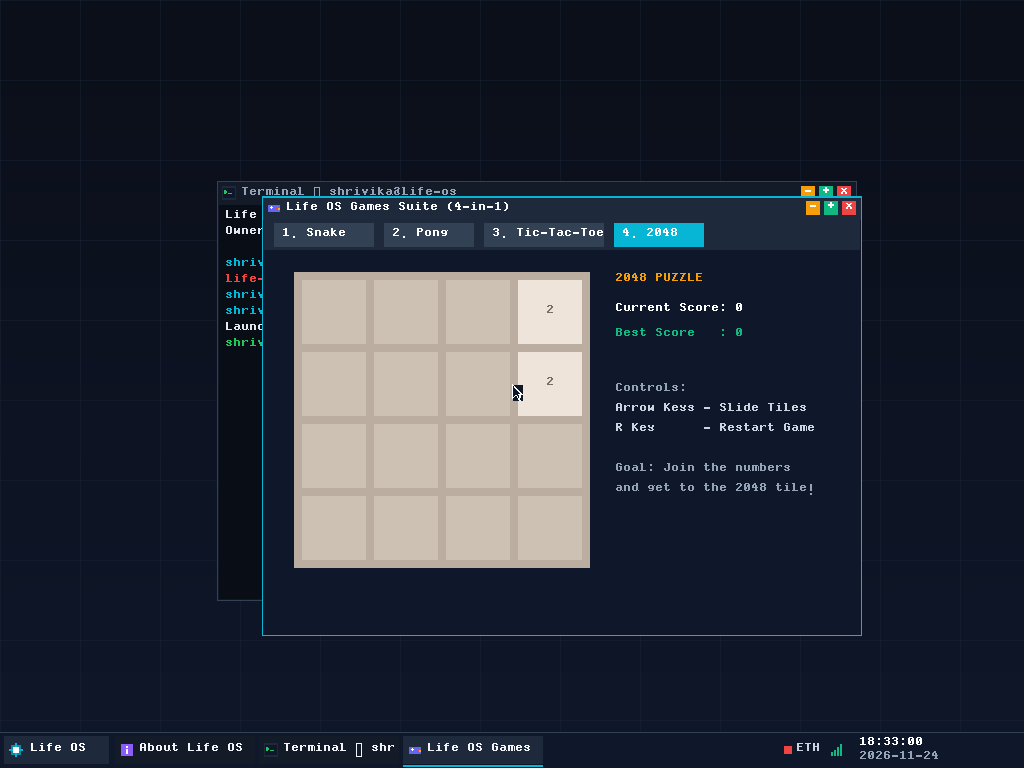 Terminal ▯ shrivika@life-os
Life OS Games Suite (4-in-1)
Life
Owner
1. Snake
2. Pong
3. Tic-Tac-Toe
4. 2048
shriv
life-
shriv
shriv
Launc
shriv
2
2
2048 PUZZLE
Current Score: 0
Best Score   : 0
Controls:
Arrow Keys - Slide Tiles
R Key      - Restart Game
Goal: Join the numbers
and get to the 2048 tile!
Life OS
About Life OS
Terminal ▯ shr
Life OS Games
ETH
18:33:00
2026-11-24